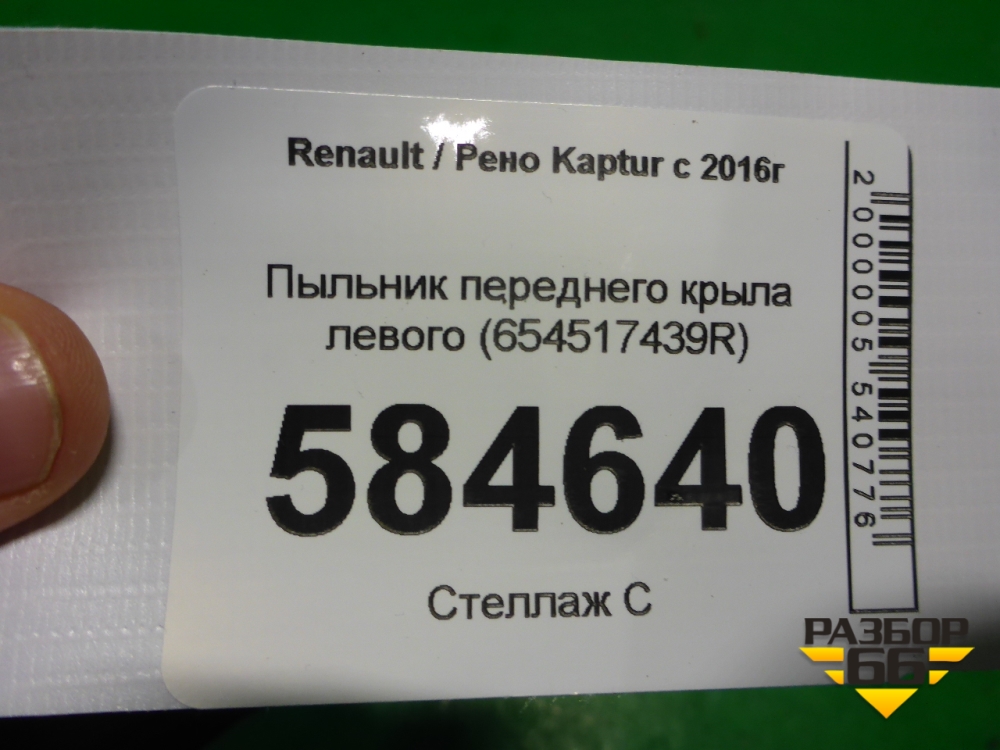 Renault / Рено Kaptur с 2016г
Пыльник переднего крыла
левого (654517439R)
584640
Стеллаж С
2000005540776
РАЗБОР
66